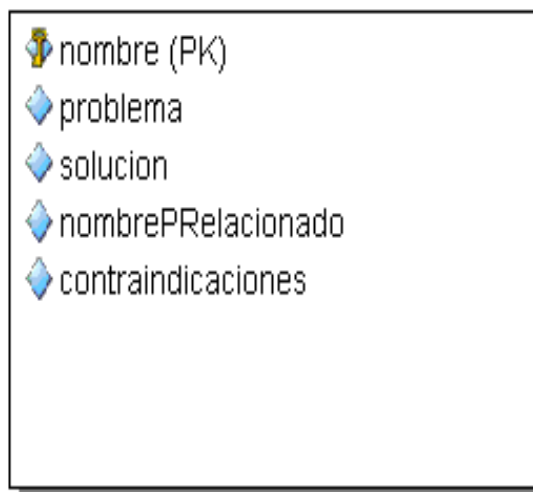 nombre (PK)
problema
solucion
nombrePRelacionado
contraindicaciones